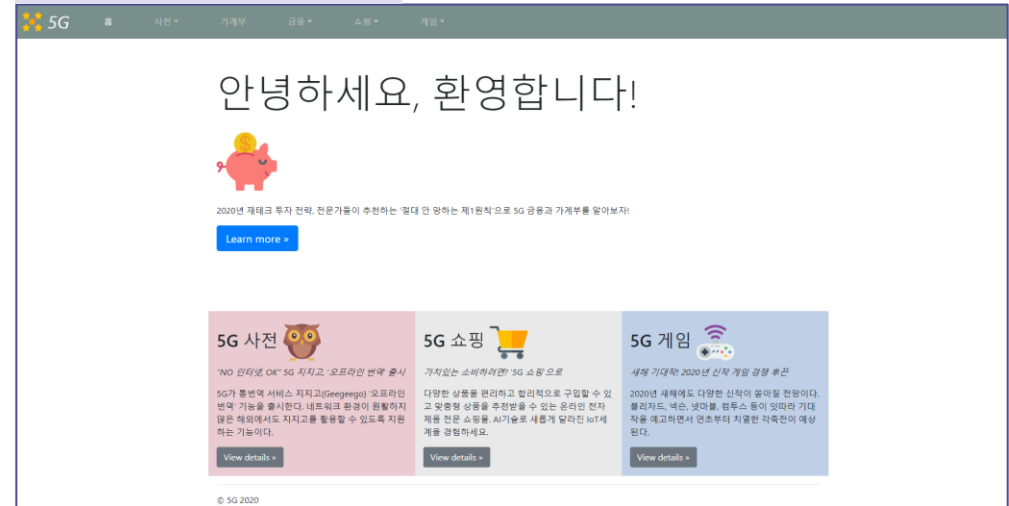 5G 홈 사전 가계부 금융 쇼핑 게임
안녕하세요, 환영합니다!
2020년 재테크 투자 전략, 전문가들이 추천하는 '절대 안 망하는 제1원칙'으로 5G 금융과 가계부를 알아보자!
Learn more »
5G 사전
"NO 인터넷, OK" 5G 지지고, '오프라인 번역' 출시
5G가 통번역 서비스 지지고(Geegeego) '오프라인
번역' 기능을 출시한다. 네트워크 환경이 원활하지
않은 해외에서도 지지고를 활용할 수 있도록 지원
하는 기능이다.
View details »
5G 쇼핑
가치있는 소비하려면? '5G 쇼핑'으로
다양한 상품을 편리하고 합리적으로 구입할 수 있
고 맞춤형 상품을 추천받을 수 있는 온라인 전자
제품 전문 쇼핑몰. AI기술로 새롭게 달라진 IoT세
계을 경험하세요.
View details »
5G 게임
새해 기대작! 2020년 신작 게임 경쟁 후끈
2020년 새해에도 다양한 신작이 쏟아질 전망이다.
블리자드, 넥슨, 넷마블, 컴투스 등이 잇따라 기대
작을 예고하면서 연초부터 치열한 각축전이 예상
된다.
View details »
© 5G 2020